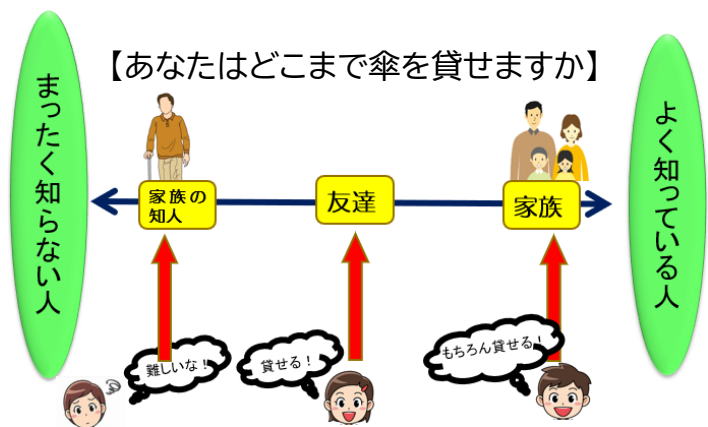 【あなたはどこまで傘を貸せますか】
まったく知らない人
よく知っている人
家族の
知人
友達
家族
難しいな！
貸せる！
もちろん貸せる！